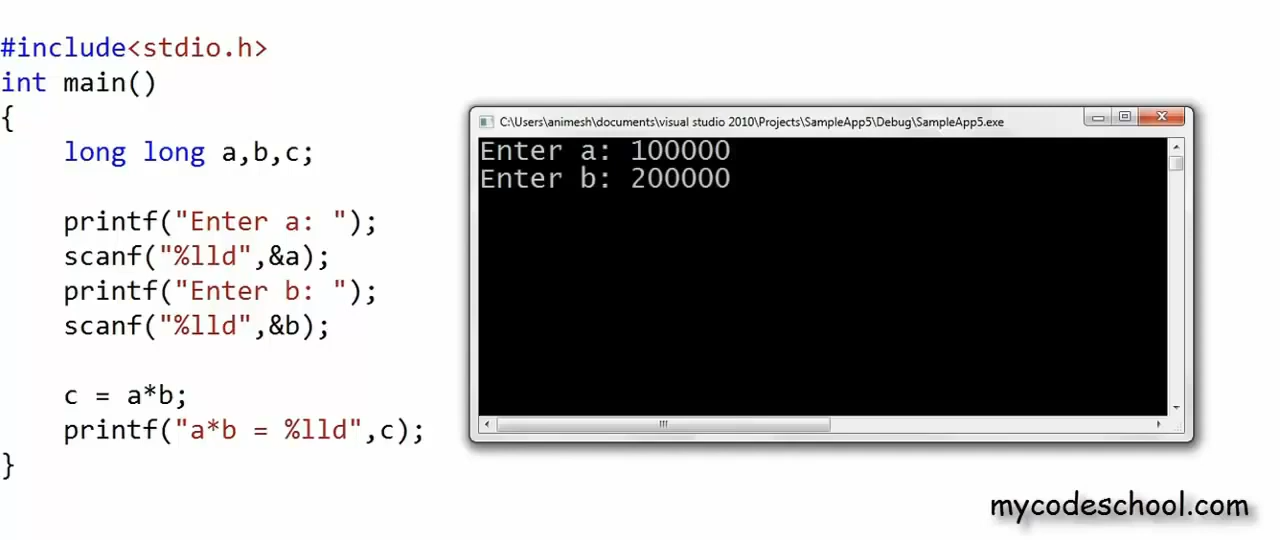 #include<stdio.h>
int main()
{
long long a,b,c;
printf("Enter a: ");
scanf("%lld",&a);
printf("Enter b: ");
scanf("%lld",&b);
c = a*b;
printf("a*b = %lld",c);
}
C:\Users\animesh\documents\visual studio 2010\Projects\SampleApp5\Debug\SampleApp5.exe
Enter a: 100000
Enter b: 200000
mycodeschool.com